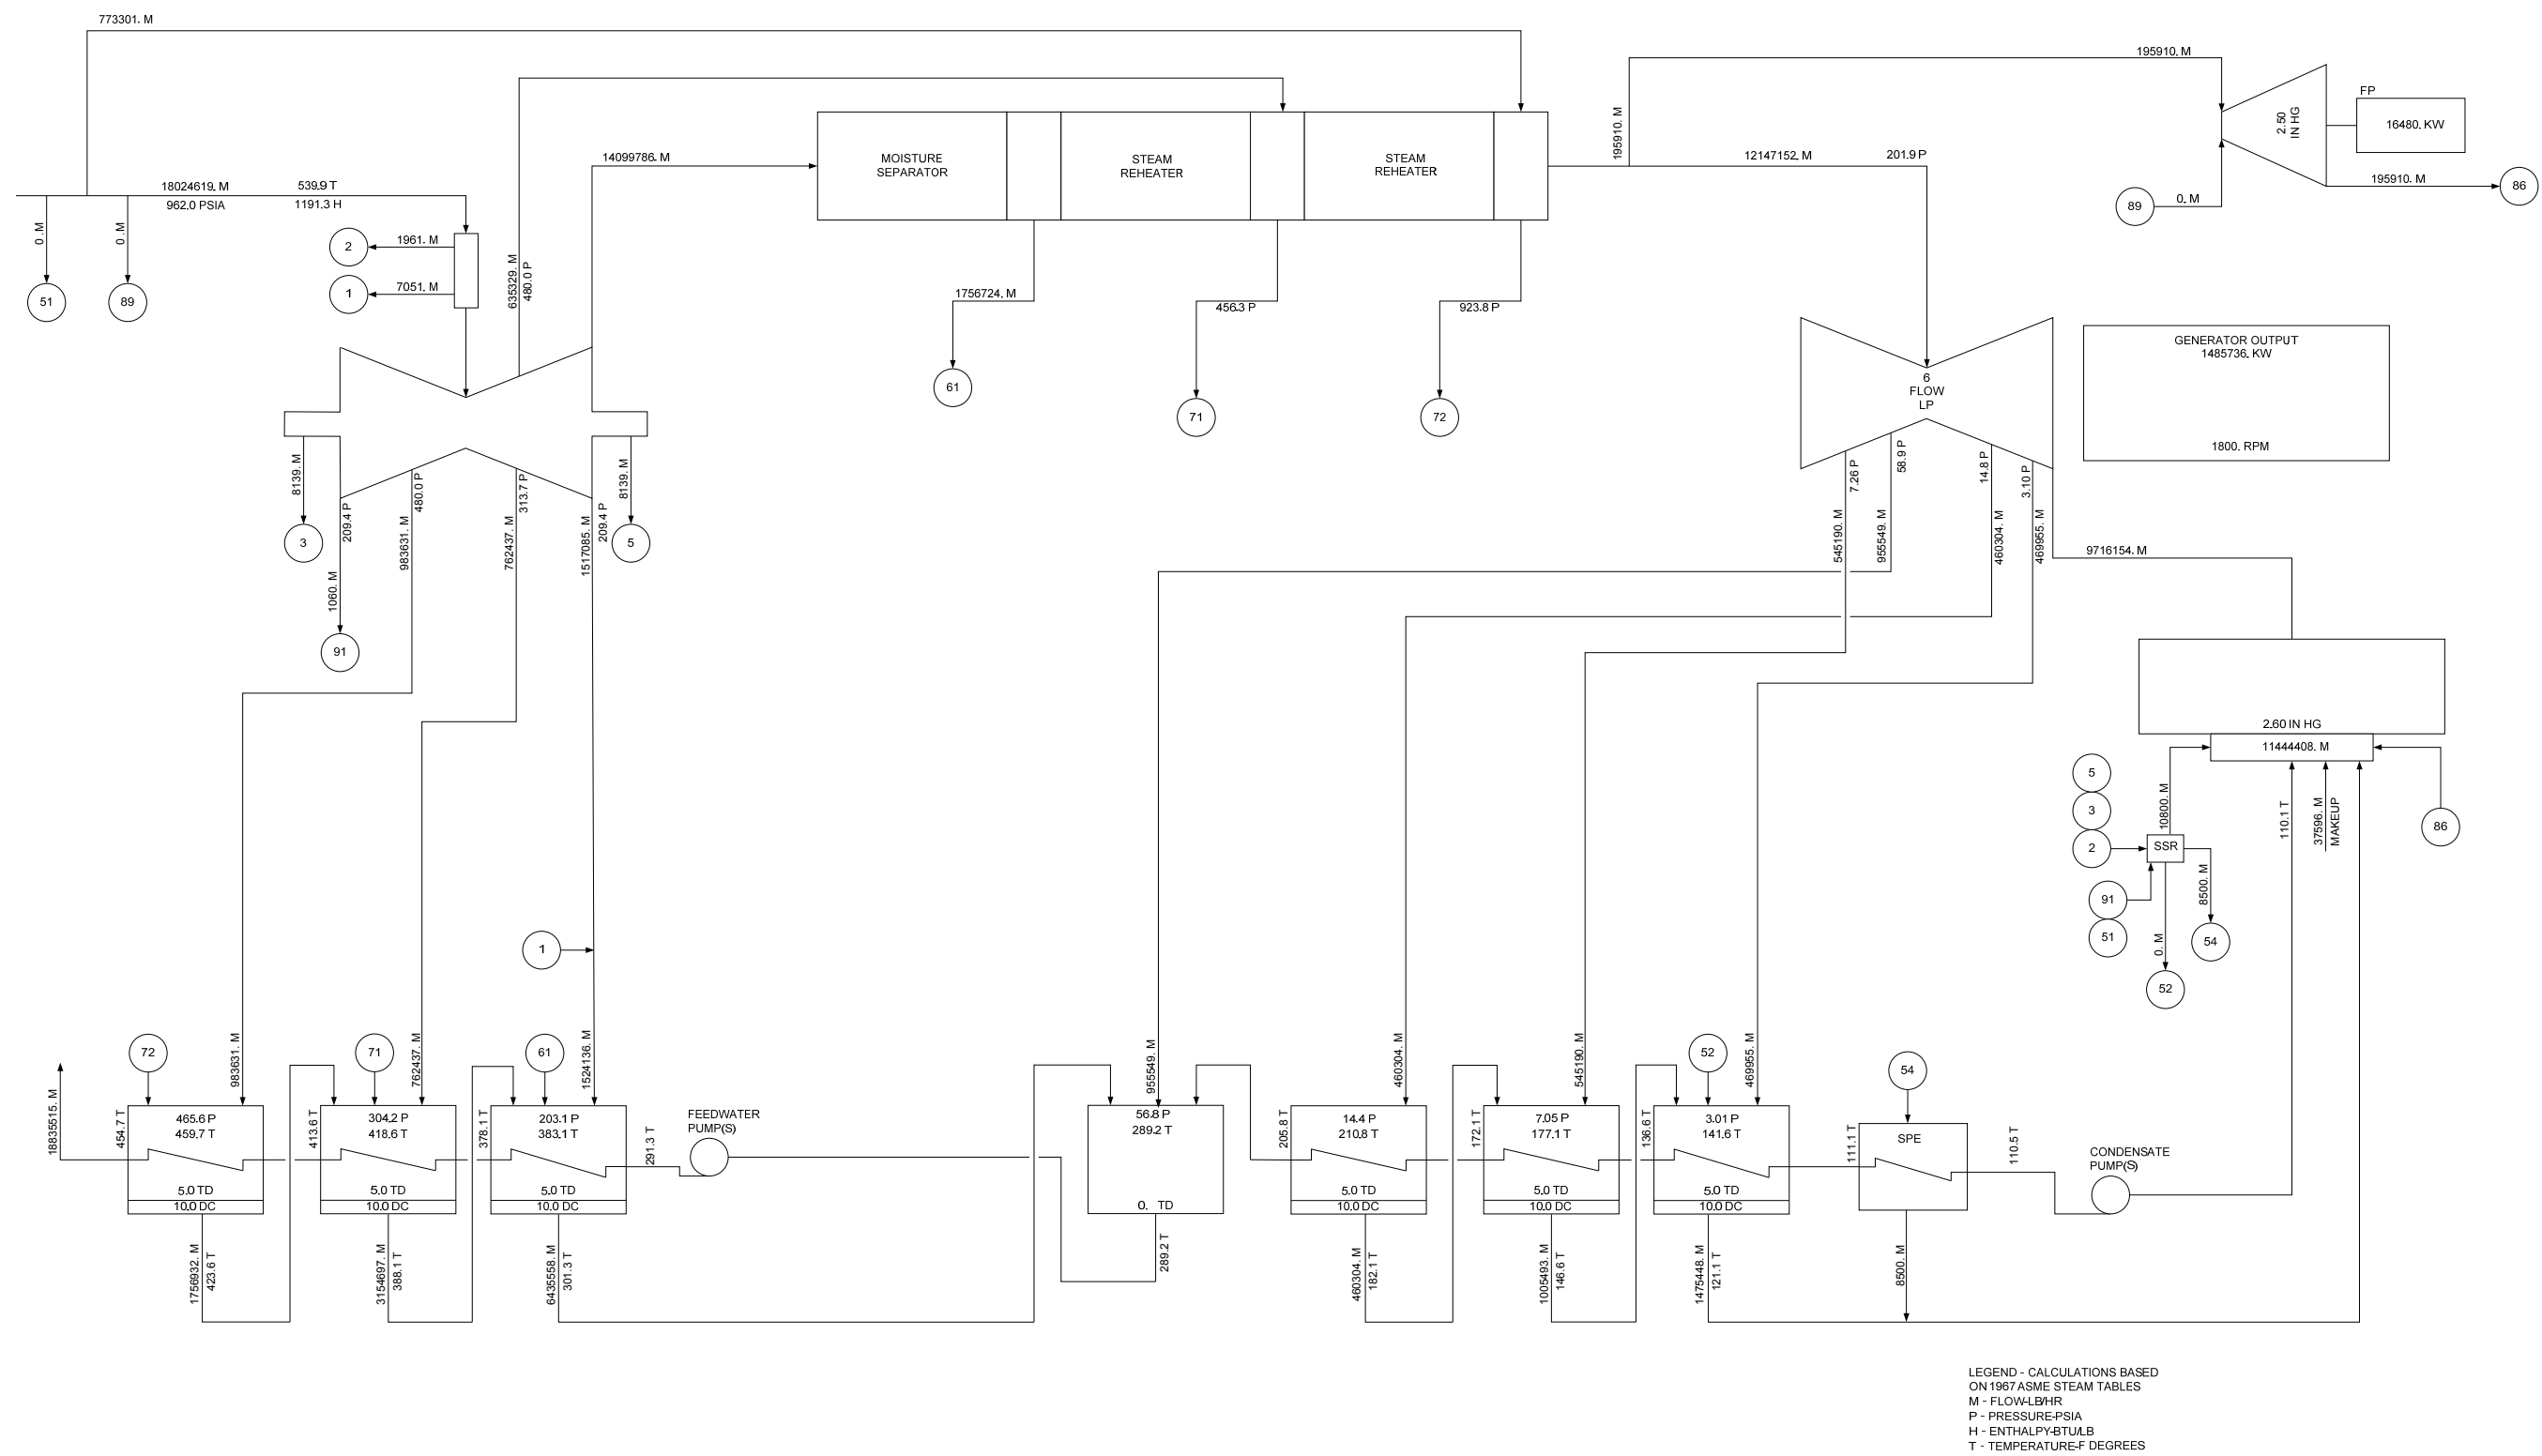 773301. M
195910. M
FP
2.50
IN HG
16480. KW
195910. M
14099786. M
MOISTURE
SEPARATOR
STEAM
REHEATER
STEAM
REHEATER
12147152. M
201.9 P
195910. M
86
18024619. M
539.9 T
962.0 PSIA
1191.3 H
89
0. M
0 .M
0 .M
2
1961. M
1
7051. M
51
89
635329. M
480.0 P
1756724. M
456.3 P
923.8 P
61
71
72
GENERATOR OUTPUT
1485736. KW
1800. RPM
6
FLOW
LP
8139. M
209.4 P
480.0 P
313.7 P
209.4 P
8139. M
3
5
1060. M
983631. M
762437. M
1517085. M
91
7.26 P
58.9 P
14.8 P
3.10 P
545190. M
955549. M
460304. M
469955. M
9716154. M
2.60 IN HG
11444408. M
5
3
2
10800. M
SSR
8500. M
110.1 T
37596. M
MAKEUP
86
91
51
0. M
54
52
1
72
983631. M
71
762437. M
61
1524136. M
955549. M
460304. M
545190. M
52
469955. M
54
18835515. M
454.7 T
465.6 P
459.7 T
5.0 TD
10.0 DC
413.6 T
304.2 P
418.6 T
5.0 TD
10.0 DC
378.1 T
203.1 P
383.1 T
5.0 TD
10.0 DC
291.3 T
FEEDWATER
PUMP(S)
56.8 P
289.2 T
0. TD
205.8 T
14.4 P
210.8 T
5.0 TD
10.0 DC
172.1 T
7.05 P
177.1 T
5.0 TD
10.0 DC
136.6 T
3.01 P
141.6 T
5.0 TD
10.0 DC
111.1 T
SPE
110.5 T
CONDENSATE
PUMP(S)
1756932. M
423.6 T
3154697. M
388.1 T
6435558. M
301.3 T
289.2 T
460304. M
182.1 T
1005493. M
146.6 T
1475448. M
121.1 T
8500. M
LEGEND - CALCULATIONS BASED
ON 1967 ASME STEAM TABLES
M - FLOW-LB/HR
P - PRESSURE-PSIA
H - ENTHALPY-BTU/LB
T - TEMPERATURE-F DEGREES